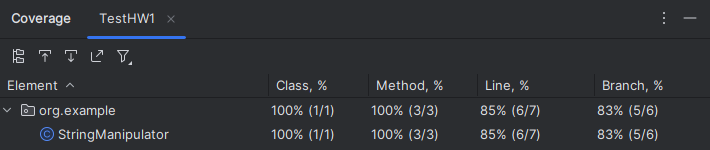 Coverage TestHW1
Element Class, % Method, % Line, % Branch, %
org.example 100% (1/1) 100% (3/3) 85% (6/7) 83% (5/6)
StringManipulator 100% (1/1) 100% (3/3) 85% (6/7) 83% (5/6)